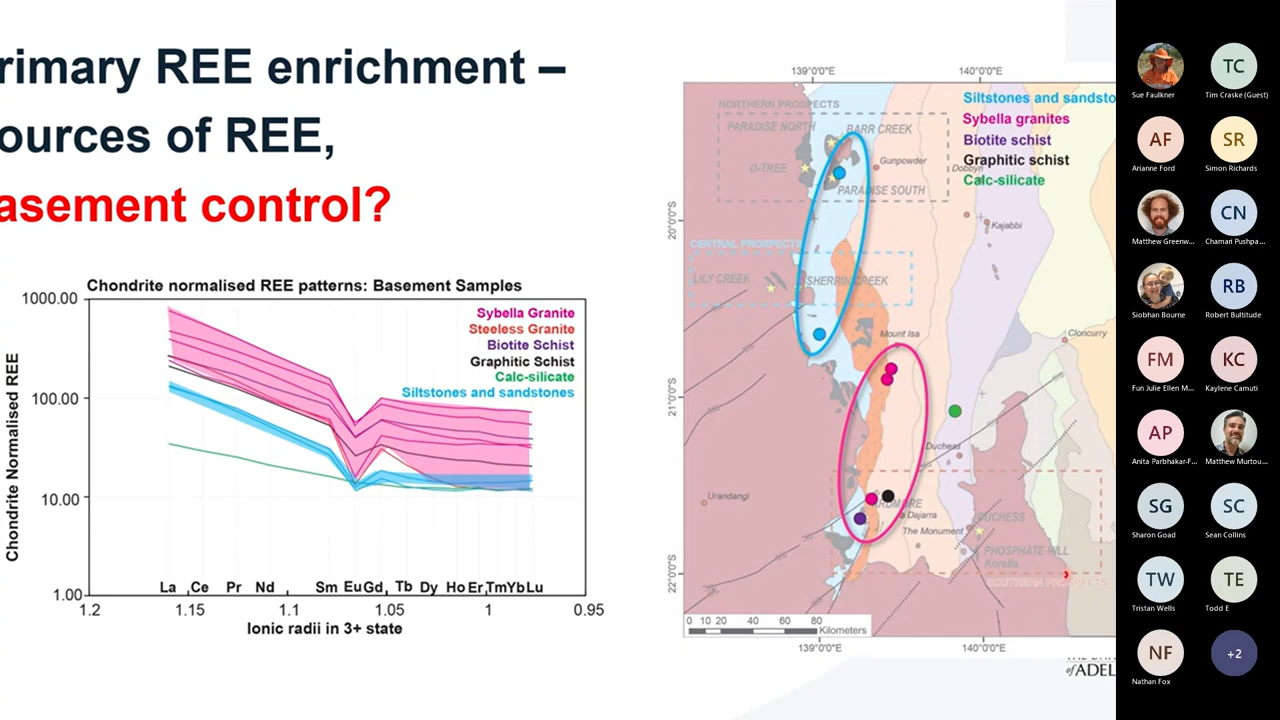 rimary REE enrichment –
ources of REE,
asement control?
Chondrite normalised REE patterns: Basement Samples
Chondrite Normalised REE
1000.00
100.00
10.00
1.00
Sybella Granite
Steeless Granite
Biotite Schist
Graphitic Schist
Calc-silicate
Siltstones and sandstones
La Ce Pr Nd Sm Eu Gd Tb Dy Ho Er Tm Yb Lu
1.2 1.15 1.1 1.05 1 0.95
Ionic radii in 3+ state
139°0'0"E 140°0'0"E
Siltstones and sandsto
Sybella granites
Biotite schist
Graphitic schist
Calc-silicate
NORTHERN PROSPECTS
PARADISE NORTH
BARR CREEK
D-TREE
Gunpowder
Dobbyn
PARADISE SOUTH
20°0'0"S
Kajabbi
CENTRAL PROSPECTS
LILY CREEK
SHERRIN CREEK
Mount Isa
Cloncurry
21°0'0"S
Duchess
Urandangi
ARDMORE
Dajarra
The Monument
DUCHESS
PHOSPHATE HILL
Korella
22°0'0"S
SOUTHERN PROSPECTS
0 10 20 40 60 80
Kilometers
139°0'0"E 140°0'0"E
of ADEL
Sue Faulkner
TC
Tim Craske (Guest)
AF
Arianne Ford
SR
Simon Richards
Matthew Greenw...
CN
Chamari Pushpa...
Siobhan Bourne
RB
Robert Bultitude
FM
Fun Julie Ellen M...
KC
Kaylene Camuti
AP
Anita Parbhakar-F...
Matthew Murtou...
SG
Sharon Goad
SC
Sean Collins
TW
Tristan Wells
TE
Todd E
NF
Nathan Fox
+2